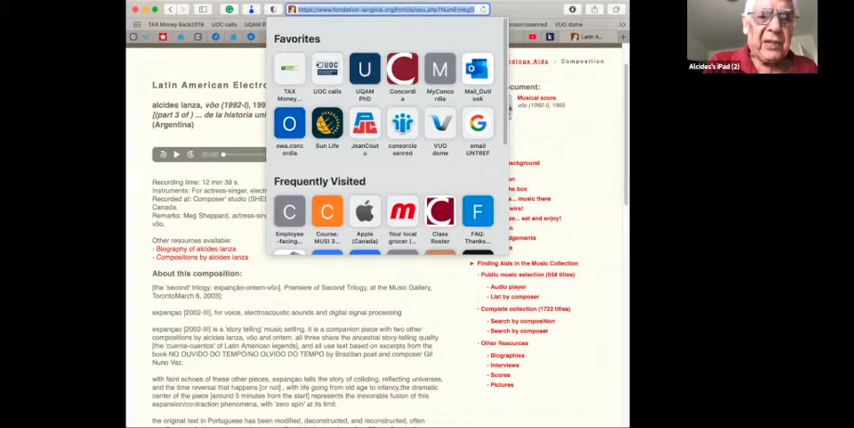 https://www.fondation-langlois.org/html/e/oeu.php?NumEnreg
TAX Money Back2016 UOC calls
VUO dome
Alcides's iPad (2)
Favorites
TAX Money...
UOC calls
UQAM PhD
Concordia
MyConcordia
Mail_Outlook
owa.concordia
Sun Life
JeanCoutu
consorciosenred
VUO dome
email UNTREF
Frequently Visited
Employee-facing...
Course: MUSI 3...
Apple (Canada)
Your local grocer (...
Class Roster
FAQ: Thanks...
Latin American Electro
alcides lanza, vôo (1992-I), 199
[(part 3 of ) ... de la historia un
(Argentina)
00:00
Recording time: 12 min 39 s.
Instruments: For actress-singer, electr
Recorded at: Composer' studio (SHE
Canada.
Remarks: Meg Sheppard, actress-sin
vôo.
Other resources available:
- Biography of alcides lanza
- Compositions by alcides lanza
About this composition:
[the 'second' trilogy: expanção-ontem-vôo]. Premiere of Second Trilogy, at the Music Gallery,
TorontoMarch 6, 2003]:
expançao [2002-III], for voice, electroacoustic sounds and digital signal processing
expançao [2002-III] is a 'story telling' music setting. it is a companion piece with two other
compositions by alcides lanza, vôo and ontem. all three share the ancestral story-telling quality
[the 'cuenta-cuentos' of Latin American legends], and all use text based on excerpts from the
book NO OUVIDO DO TEMPO/NO OLVIDO DO TEMPO by Brazilian poet and composer Gil
Nuno Vaz.
with faint echoes of these other pieces, expançao tells the story of colliding, reflecting universes,
and the time reversal that happens [or not] , with life going from old age to infancy.the dramatic
center of the piece [around 5 minutes from the start] represents the inexorable fusion of this
expansion/contraction phenomena, with 'zero spin' at its limit.
the original text in Portuguese has been modified, deconstructed, and reconstructed, often
Findings Aids > Composition
document:
Musical score
vôo (1992-I), 1992
background
the box
... music there
wire!
... eat and enjoy!
Finding Aids in the Music Collection
- Public music selection (558 titles)
- Audio player
- List by composer
- Complete collection (1723 titles)
- Search by composition
- Search by composer
- Other Resources
- Biographies
- Interviews
- Scores
- Pictures